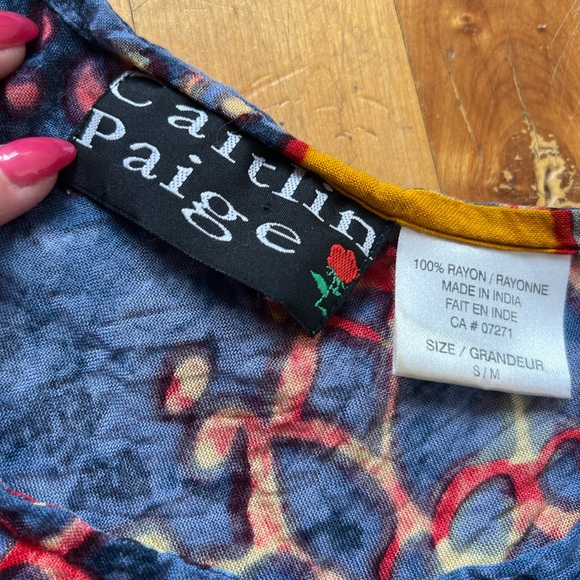 Caitlin
Paige
100% RAYON / RAYONNE
MADE IN INDIA
FAIT EN INDE
CA # 07271
SIZE / GRANDEUR
S / M